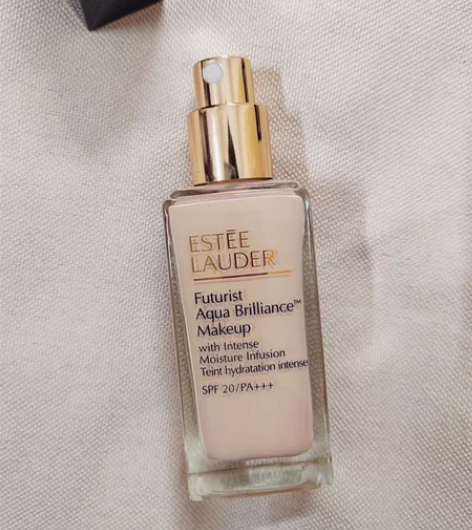 ESTĒE
LAUDER
Futurist
Aqua Brilliance™
Makeup
with Intense
Moisture Infusion
Teint hydratation intense
SPF 20/PA+++